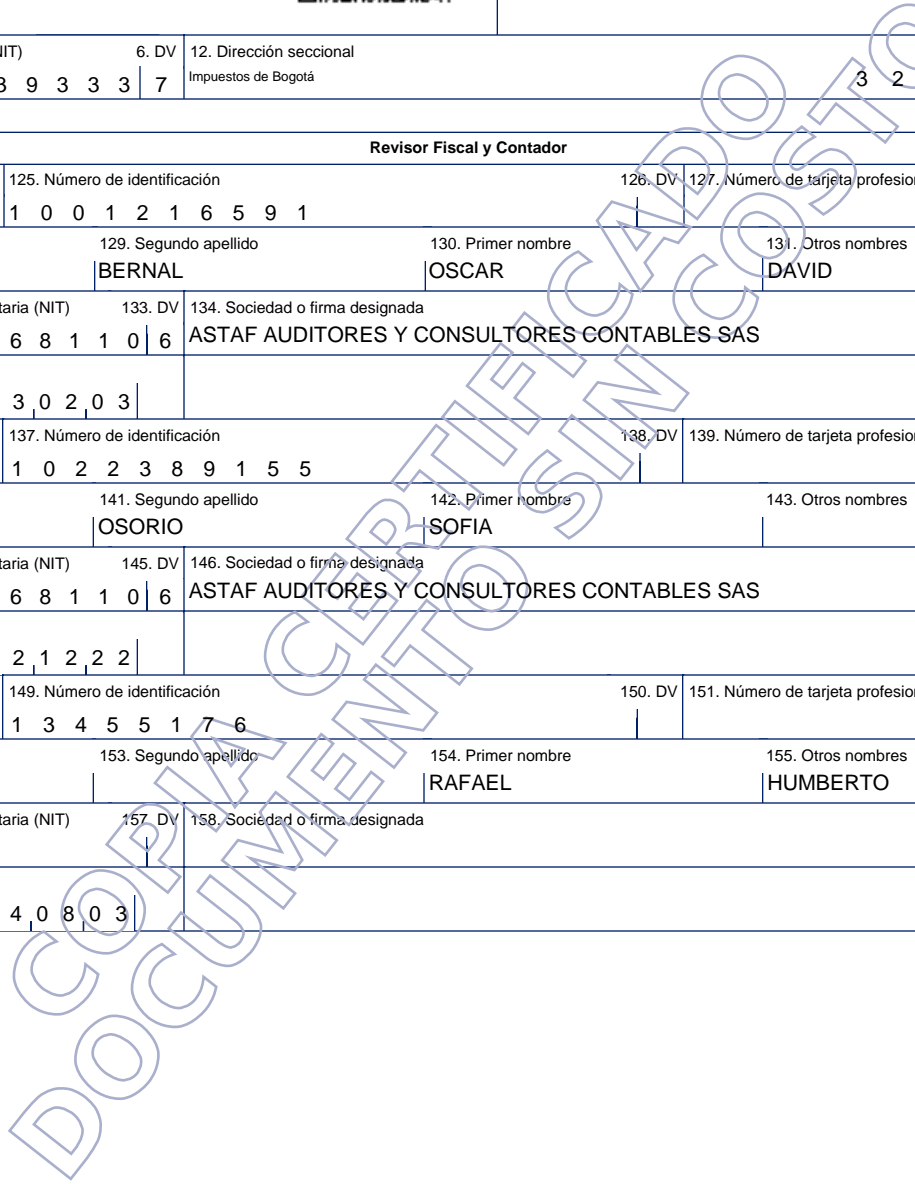 NIT) 6. DV 12. Dirección seccional
3 9 3 3 3 7 Impuestos de Bogotá 3 2
Revisor Fiscal y Contador
125. Número de identificación 126. DV 127. Número de tarjeta profesion
1 0 0 1 2 1 6 5 9 1
129. Segundo apellido 130. Primer nombre 131. Otros nombres
BERNAL OSCAR DAVID
taria (NIT) 133. DV 134. Sociedad o firma designada
6 8 1 1 0 6 ASTAF AUDITORES Y CONSULTORES CONTABLES SAS
3 0 2 0 3
137. Número de identificación 138. DV 139. Número de tarjeta profesion
1 0 2 2 3 8 9 1 5 5
141. Segundo apellido 142. Primer nombre 143. Otros nombres
OSORIO SOFIA
taria (NIT) 145. DV 146. Sociedad o firma designada
6 8 1 1 0 6 ASTAF AUDITORES Y CONSULTORES CONTABLES SAS
2 1 2 2 2
149. Número de identificación 150. DV 151. Número de tarjeta profesion
1 3 4 5 5 1 7 6
153. Segundo apellido 154. Primer nombre 155. Otros nombres
RAFAEL HUMBERTO
taria (NIT) 157. DV 158. Sociedad o firma designada
4 0 8 0 3
COPIA CERTIFICADO
DOCUMENTO SIN COSTO